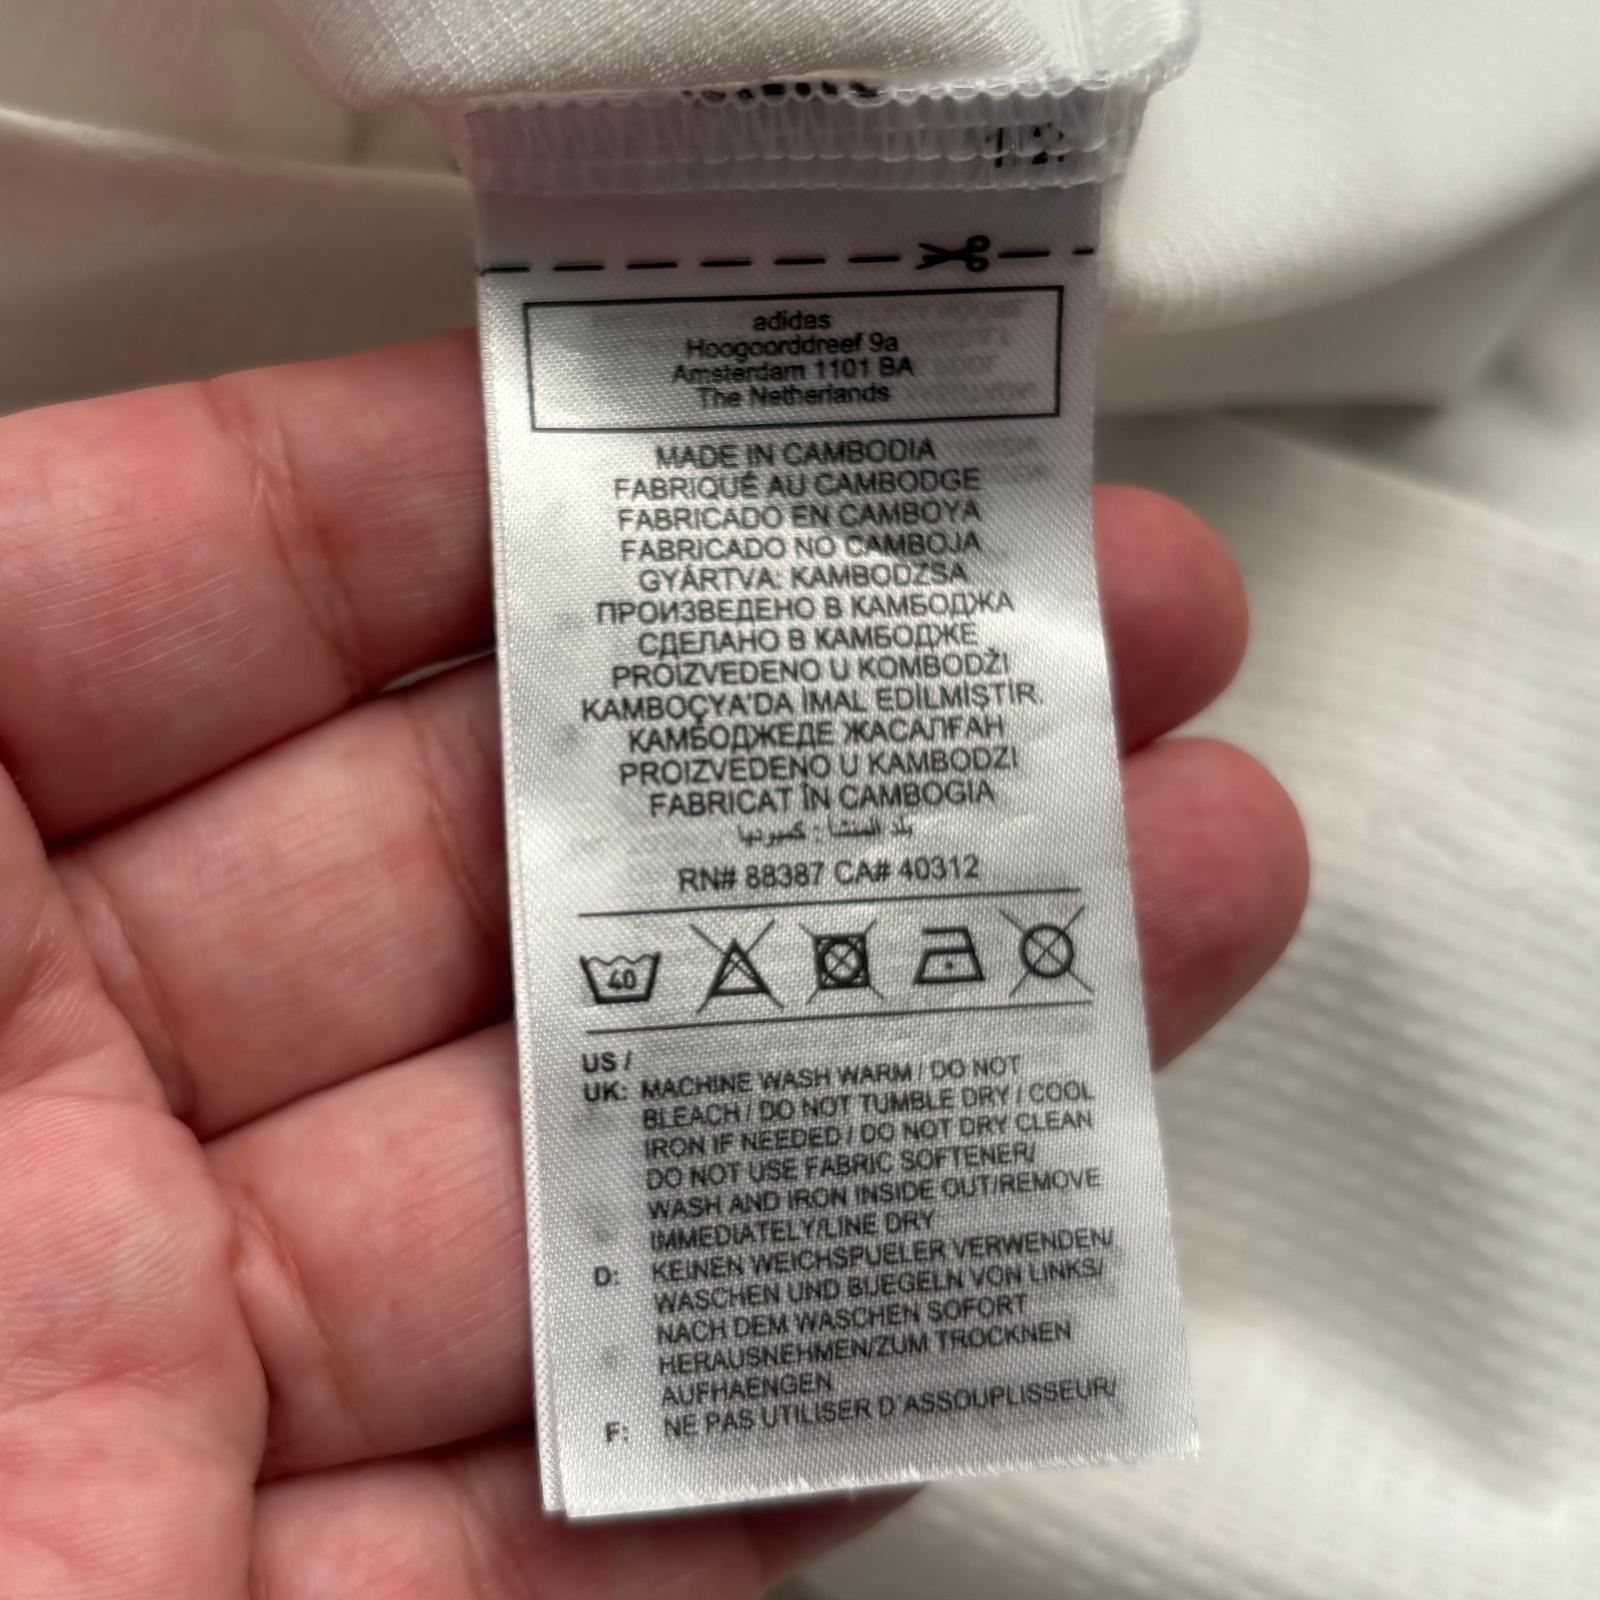 adidas
Hoogoorddreef 9a
Amsterdam 1101 BA
The Netherlands
MADE IN CAMBODIA
FABRIQUÉ AU CAMBODGE
FABRICADO EN CAMBOYA
FABRICADO NO CAMBOJA
GYÁRTVA: KAMBODZSA
ПРОИЗВЕДЕНО В КАМБОДЖА
СДЕЛАНО В КАМБОДЖЕ
PROIZVEDENO U KOMBODŽI
KAMBOÇYA'DA İMAL EDİLMİŞTİR.
КАМБОДЖЕДЕ ЖАСАЛҒАН
PROIZVEDENO U KAMBODZI
FABRICAT ÎN CAMBOGIA
بلد المنشأ : كمبوديا
RN# 88387 CA# 40312
40
US /
UK: MACHINE WASH WARM / DO NOT
BLEACH / DO NOT TUMBLE DRY / COOL
IRON IF NEEDED / DO NOT DRY CLEAN
DO NOT USE FABRIC SOFTENER/
WASH AND IRON INSIDE OUT/REMOVE
IMMEDIATELY/LINE DRY
D: KEINEN WEICHSPUELER VERWENDEN/
WASCHEN UND BUEGELN VON LINKS/
NACH DEM WASCHEN SOFORT
HERAUSNEHMEN/ZUM TROCKNEN
AUFHAENGEN
F: NE PAS UTILISER D'ASSOUPLISSEUR/